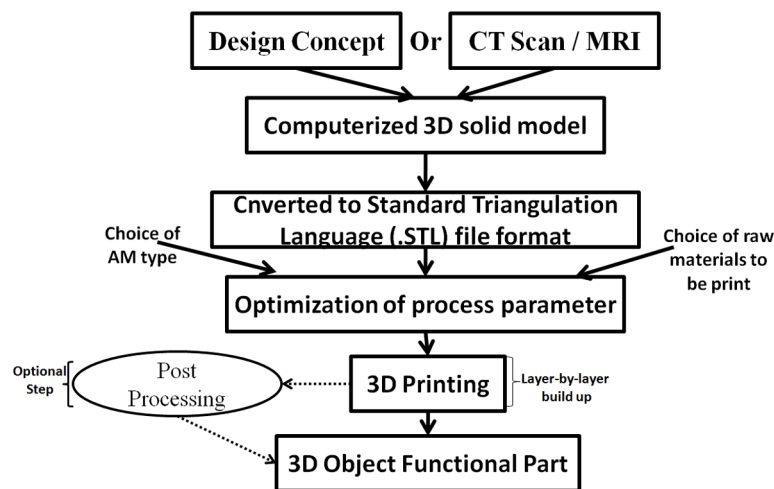 Design Concept Or CT Scan / MRI
Computerized 3D solid model
Cnverted to Standard Triangulation
Language (.STL) file format
Choice of
AM type
Choice of raw
materials to
be print
Optimization of process parameter
Optional
Step
Post
Processing
3D Printing
Layer-by-layer
build up
3D Object Functional Part